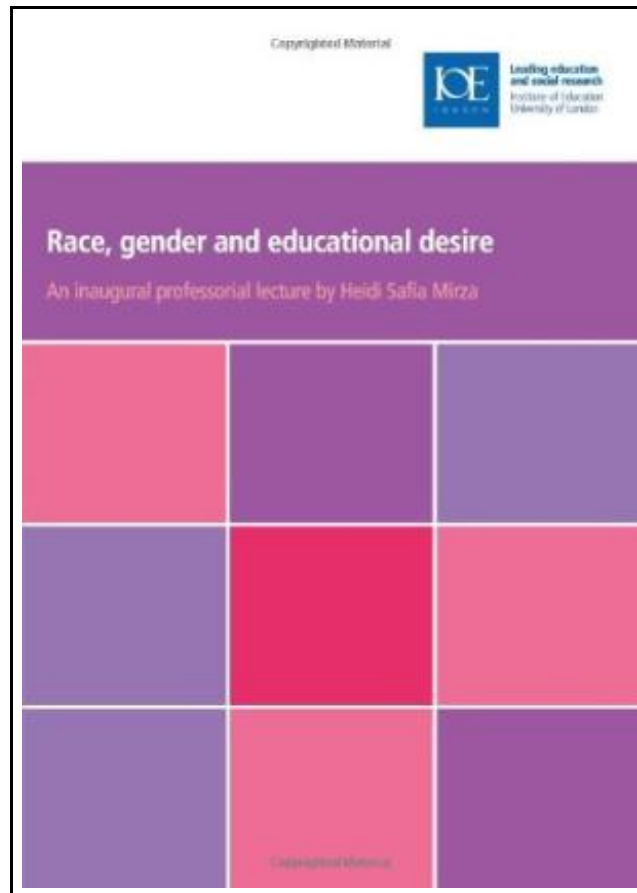 Copyrighted Material
IOE
LONDON
Leading education
and social research
Institute of Education
University of London
Race, gender and educational desire
An inaugural professorial lecture by Heidi Safia Mirza
Copyrighted Material